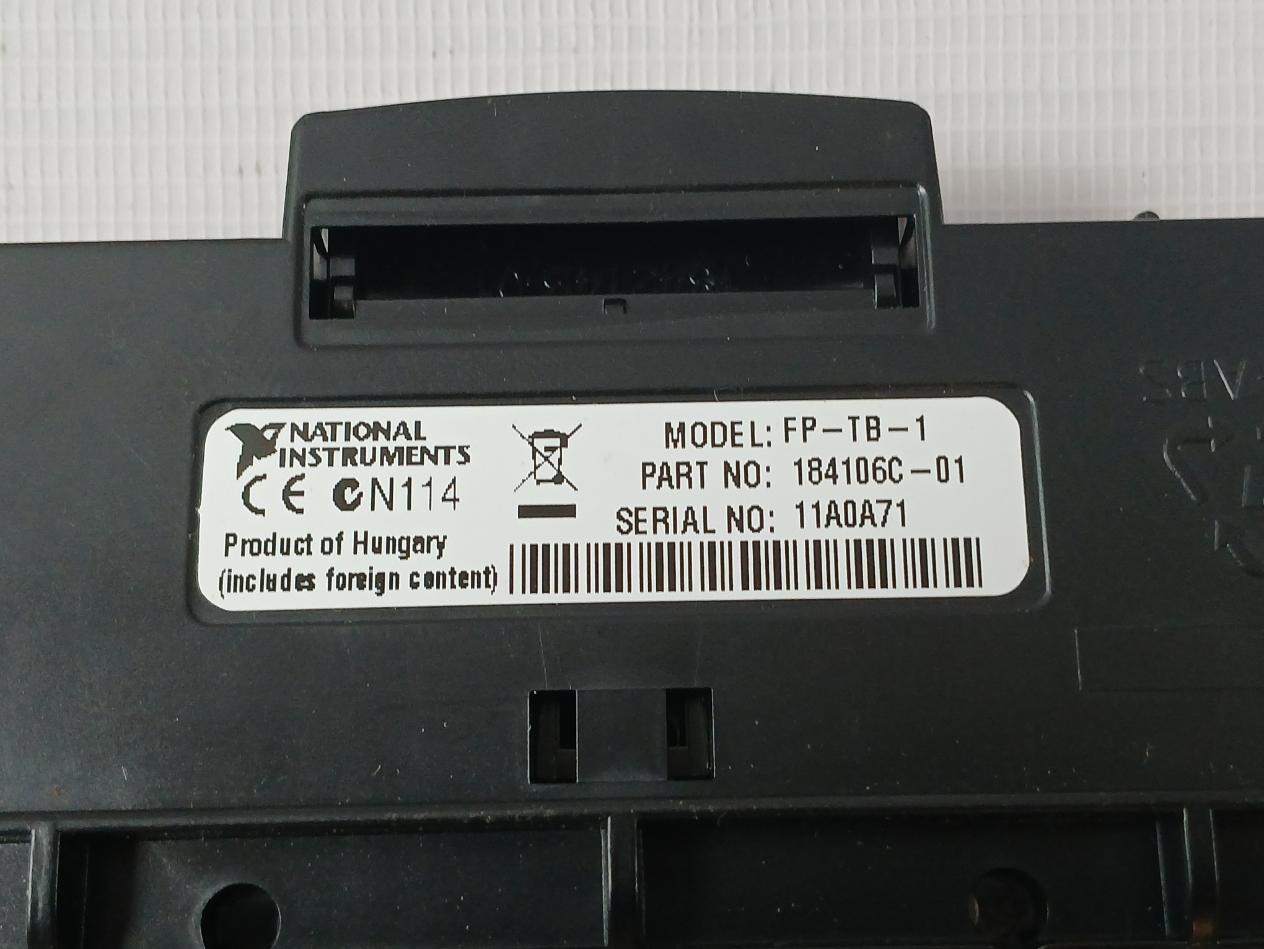 NATIONAL
INSTRUMENTS
CE N114
Product of Hungary
(includes foreign content)
MODEL: FP-TB-1
PART NO: 184106C-01
SERIAL NO: 11A0A71